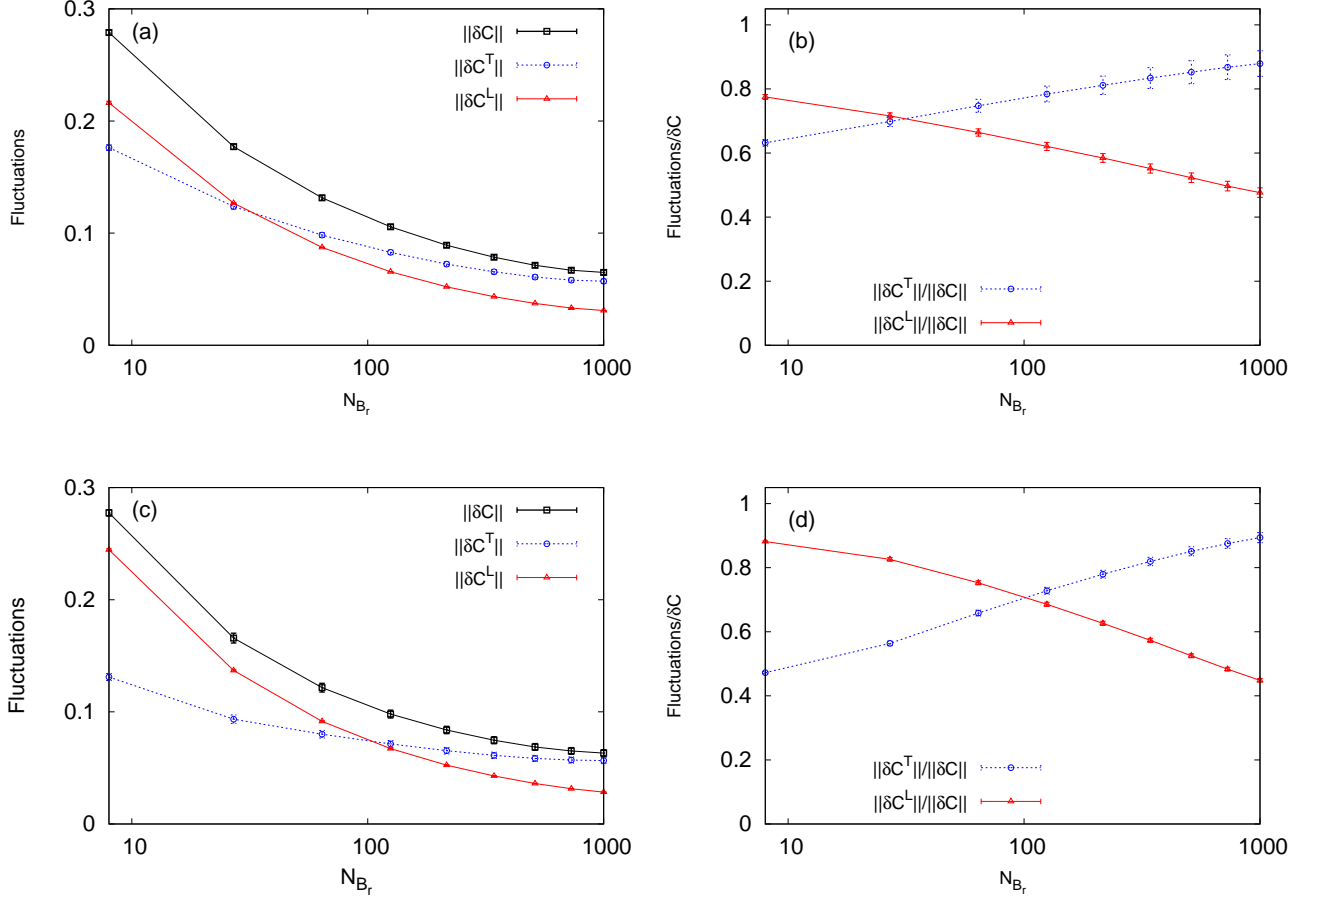 (a)
||δC||
||δC^T||
||δC^L||
Fluctuations
0.3
0.2
0.1
0
10
100
1000
N_{B_r}
(b)
||δC^T||/||δC||
||δC^L||/||δC||
Fluctuations/δC
1
0.8
0.6
0.4
0.2
0
10
100
1000
N_{B_r}
(c)
||δC||
||δC^T||
||δC^L||
Fluctuations
0.3
0.2
0.1
0
10
100
1000
N_{B_r}
(d)
||δC^T||/||δC||
||δC^L||/||δC||
Fluctuations/δC
1
0.8
0.6
0.4
0.2
0
10
100
1000
N_{B_r}